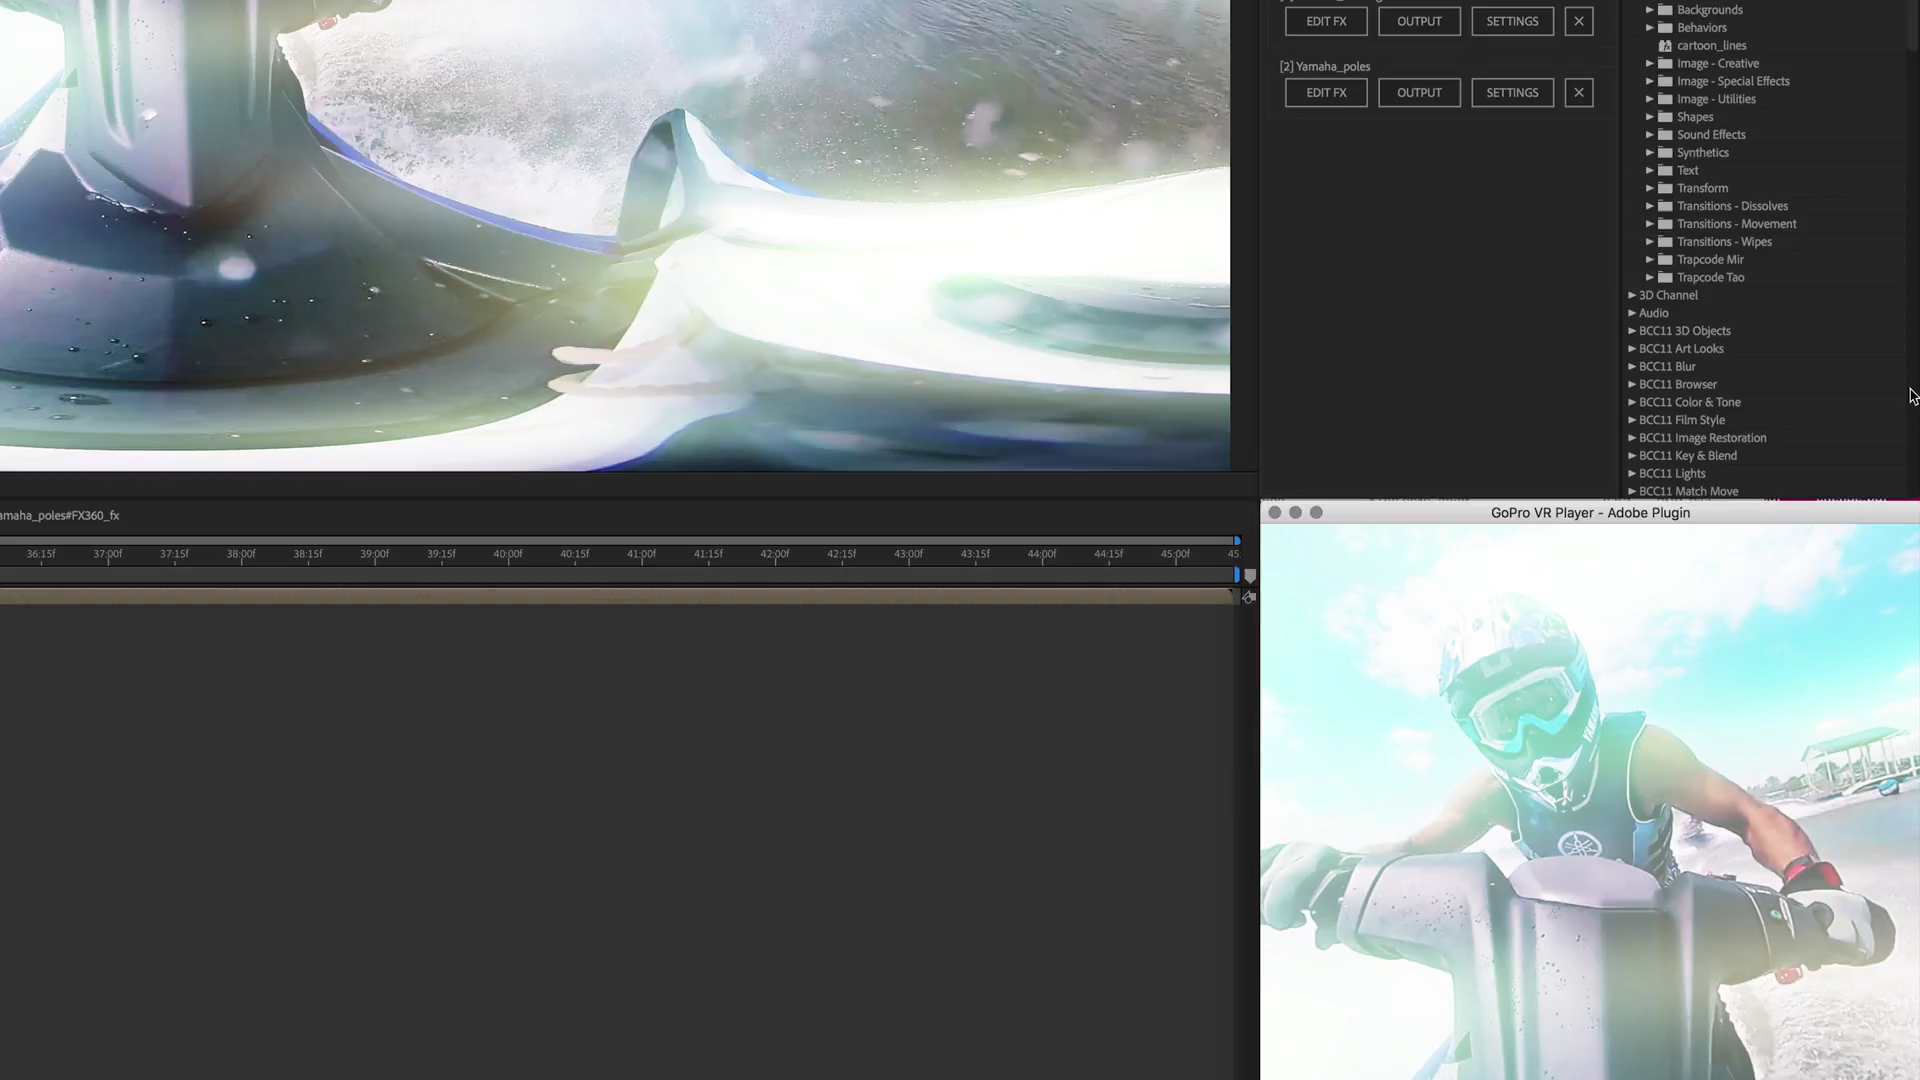 EDIT FX
OUTPUT
SETTINGS
[2] Yamaha_poles
EDIT FX
OUTPUT
SETTINGS
Backgrounds
Behaviors
cartoon_lines
Image - Creative
Image - Special Effects
Image - Utilities
Shapes
Sound Effects
Synthetics
Text
Transform
Transitions - Dissolves
Transitions - Movement
Transitions - Wipes
Trapcode Mir
Trapcode Tao
3D Channel
Audio
BCC11 3D Objects
BCC11 Art Looks
BCC11 Blur
BCC11 Browser
BCC11 Color & Tone
BCC11 Film Style
BCC11 Image Restoration
BCC11 Key & Blend
BCC11 Lights
BCC11 Match Move
amaha_poles#FX360_fx
36:15f 37:00f 37:15f 38:00f 38:15f 39:00f 39:15f 40:00f 40:15f 41:00f 41:15f 42:00f 42:15f 43:00f 43:15f 44:00f 44:15f 45:00f 45
GoPro VR Player - Adobe Plugin